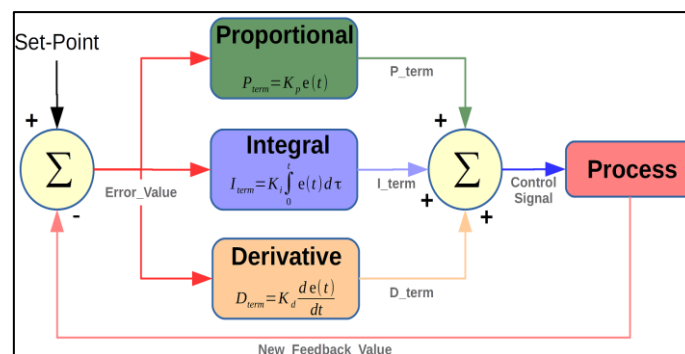 Set-Point
+
Σ
-
Error_Value
Proportional
P_term = K_p e(t)
P_term
Integral
I_term = K_i ∫_0^t e(t) dτ
I_term
Derivative
D_term = K_d d e(t) / dt
D_term
+
+
+
Σ
Control
Signal
Process
New_Feedback_Value